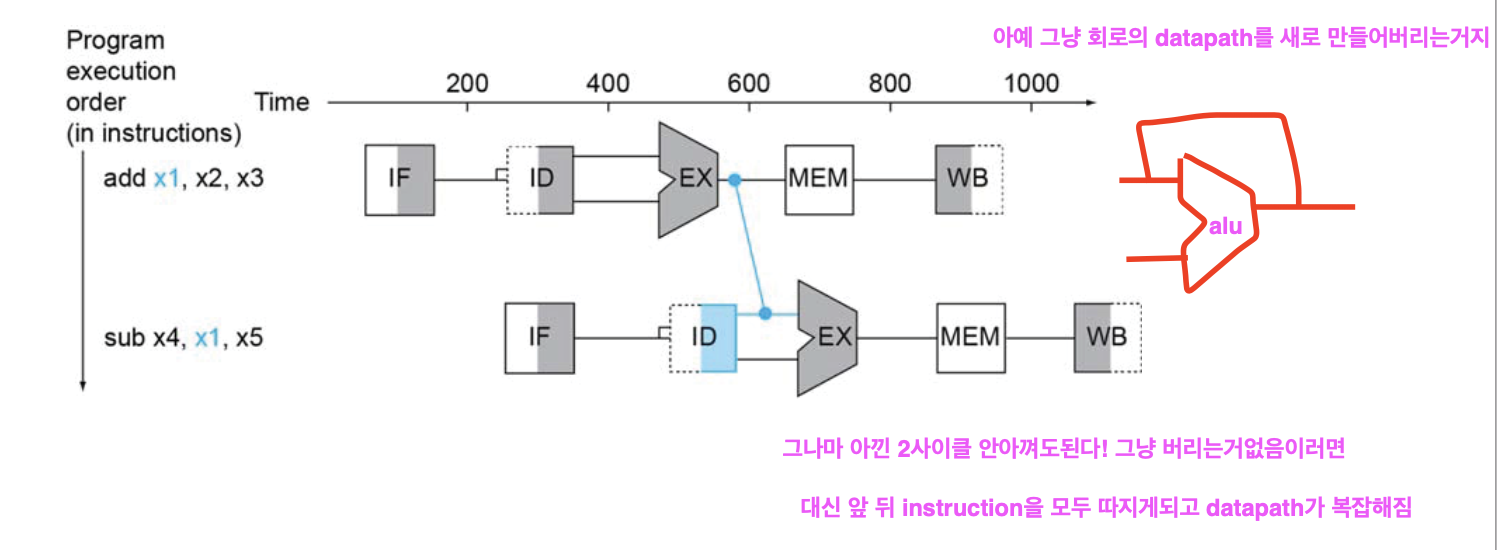 아예 그냥 회로의 datapath를 새로 만들어버리는거지
Program
execution
order
(in instructions)
Time
200 400 600 800 1000
add x1, x2, x3
IF ID EX MEM WB
alu
sub x4, x1, x5
IF ID EX MEM WB
그나마 아낀 2사이클 안아껴도된다! 그냥 버리는거없음이러면
대신 앞 뒤 instruction을 모두 따지게되고 datapath가 복잡해짐